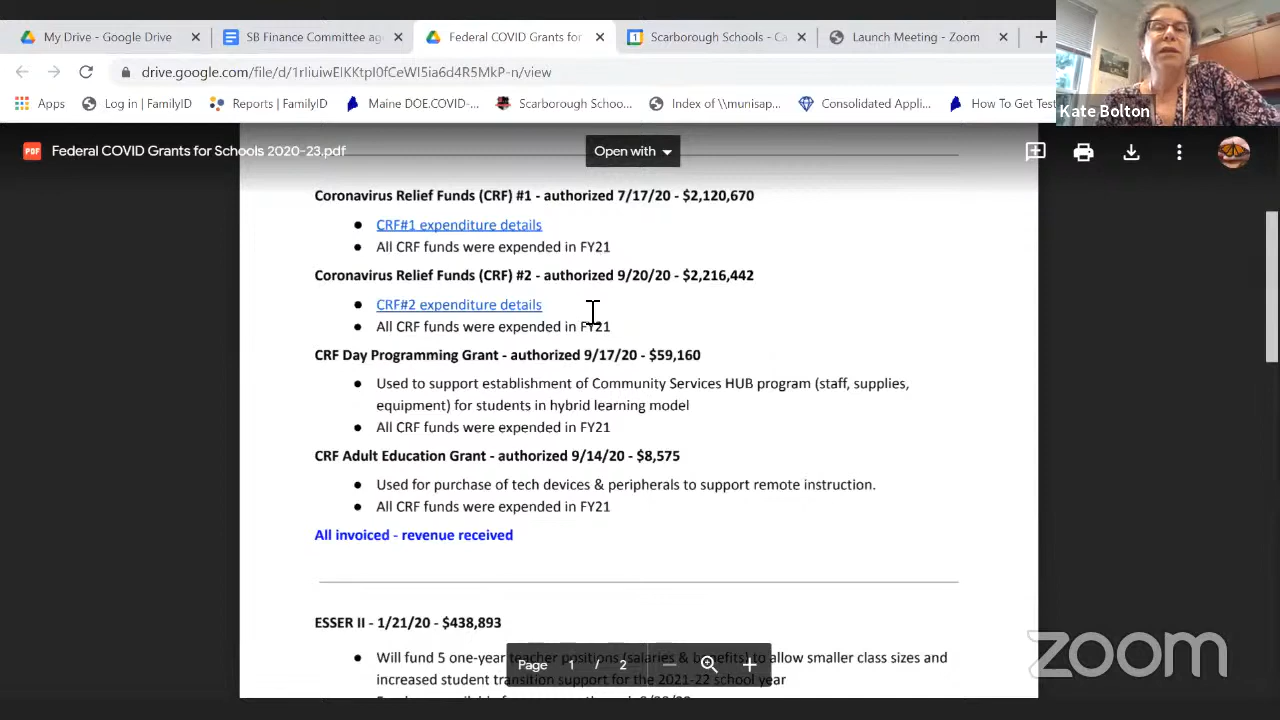 My Drive - Google Drive
SB Finance Committee ag
Federal COVID Grants for
Scarborough Schools - Ca
Launch Meeting - Zoom
Apps
Log in | FamilyID
Reports | FamilyID
Maine DOE.COVID-...
Scarborough Schoo...
Index of \\munisap...
Consolidated Appli...
How To Get Test
Kate Bolton
PDF
Federal COVID Grants for Schools 2020-23.pdf
Open with
Coronavirus Relief Funds (CRF) #1 - authorized 7/17/20 - $2,120,670
● CRF#1 expenditure details
● All CRF funds were expended in FY21
Coronavirus Relief Funds (CRF) #2 - authorized 9/20/20 - $2,216,442
● CRF#2 expenditure details
● All CRF funds were expended in FY21
CRF Day Programming Grant - authorized 9/17/20 - $59,160
● Used to support establishment of Community Services HUB program (staff, supplies,
equipment) for students in hybrid learning model
● All CRF funds were expended in FY21
CRF Adult Education Grant - authorized 9/14/20 - $8,575
● Used for purchase of tech devices & peripherals to support remote instruction.
● All CRF funds were expended in FY21
All invoiced - revenue received
ESSER II - 1/21/20 - $438,893
● Will fund 5 one-year teacher positions (salaries & benefits) to allow smaller class sizes and
increased student transition support for the 2021-22 school year
Page 1 / 2
zoom